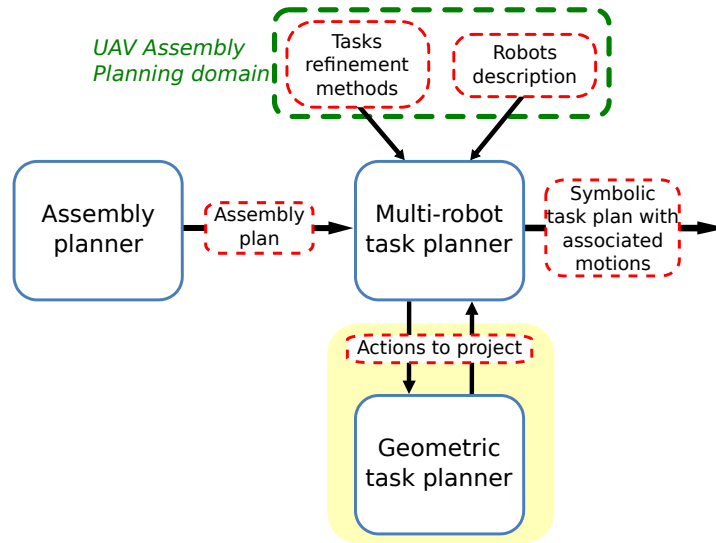 UAV Assembly
Planning domain
Tasks
refinement
methods
Robots
description
Assembly
planner
Assembly
plan
Multi-robot
task planner
Symbolic
task plan with
associated
motions
Actions to project
Geometric
task planner